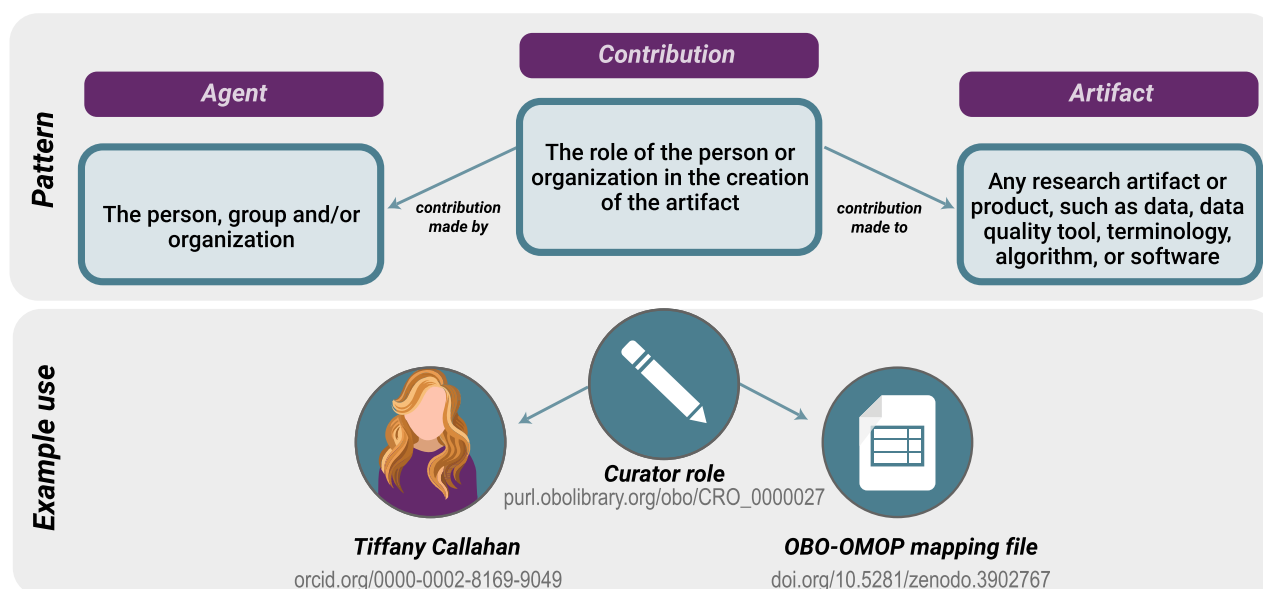 Pattern
Contribution
Agent
Artifact
The person, group and/or
organization
contribution
made by
The role of the person or
organization in the creation
of the artifact
contribution
made to
Any research artifact or
product, such as data, data
quality tool, terminology,
algorithm, or software
Example use
Curator role
purl.obolibrary.org/obo/CRO_0000027
Tiffany Callahan
orcid.org/0000-0002-8169-9049
OBO-OMOP mapping file
doi.org/10.5281/zenodo.3902767